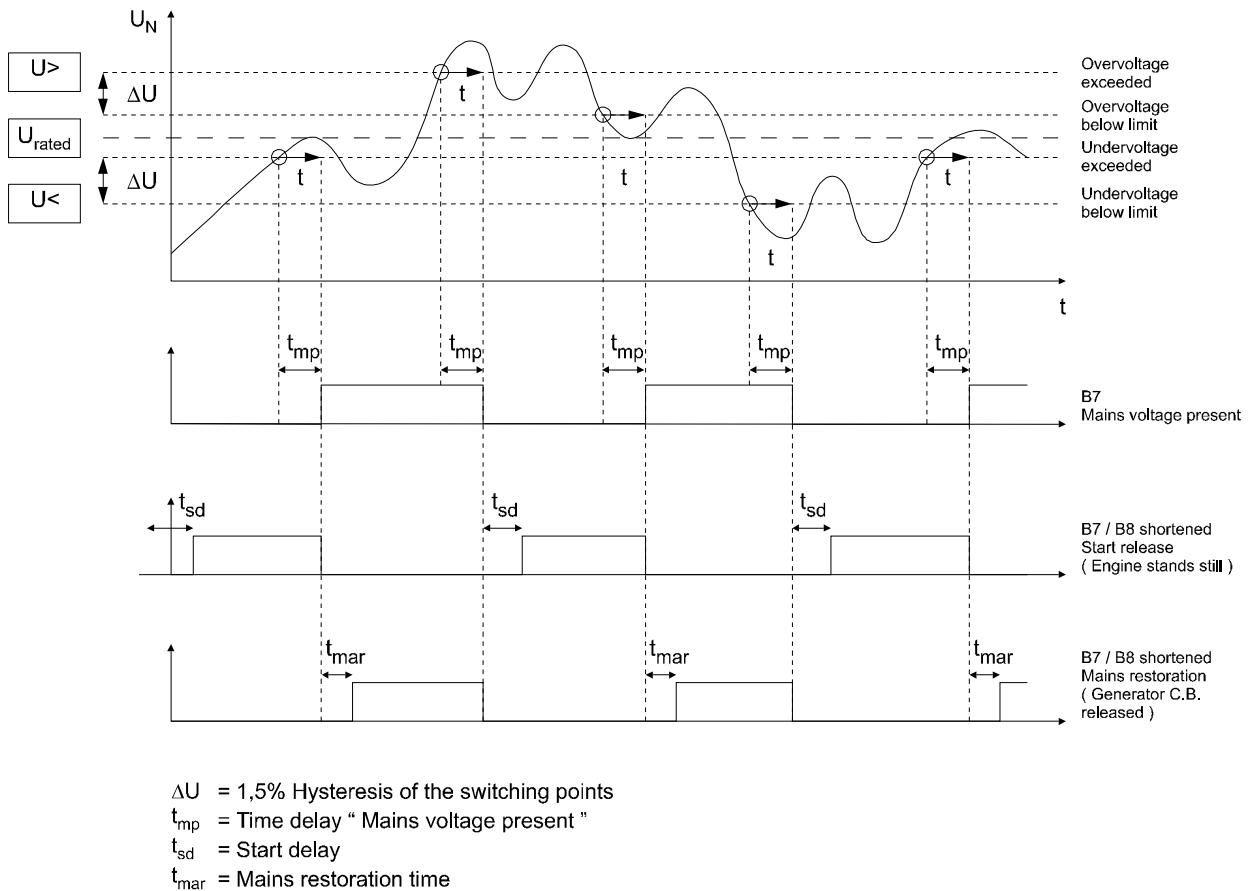 U_N
U>
ΔU
U_rated
ΔU
U<
t
t
t
t
t
t
Overvoltage
exceeded
Overvoltage
below limit
Undervoltage
exceeded
Undervoltage
below limit
t_mp
t_mp
t_mp
t_mp
t_mp
B7
Mains voltage present
t_sd
t_sd
t_sd
B7 / B8 shortened
Start release
( Engine stands still )
t_mar
t_mar
t_mar
B7 / B8 shortened
Mains restoration
( Generator C.B.
released )
ΔU = 1,5% Hysteresis of the switching points
t_mp = Time delay “ Mains voltage present ”
t_sd = Start delay
t_mar = Mains restoration time